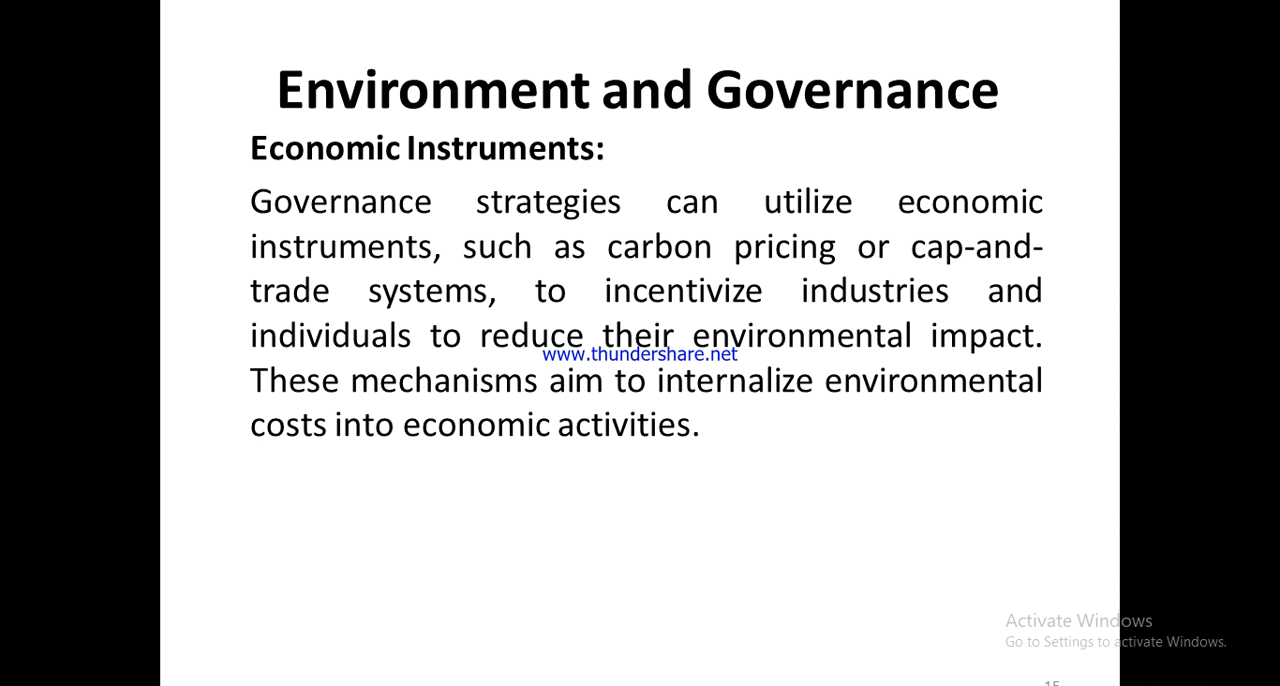 Environment and Governance
Economic Instruments:
Governance strategies can utilize economic
instruments, such as carbon pricing or cap-and-
trade systems, to incentivize industries and
individuals to reduce their environmental impact.
www.thundershare.net
These mechanisms aim to internalize environmental
costs into economic activities.
Activate Windows
Go to Settings to activate Windows.
15